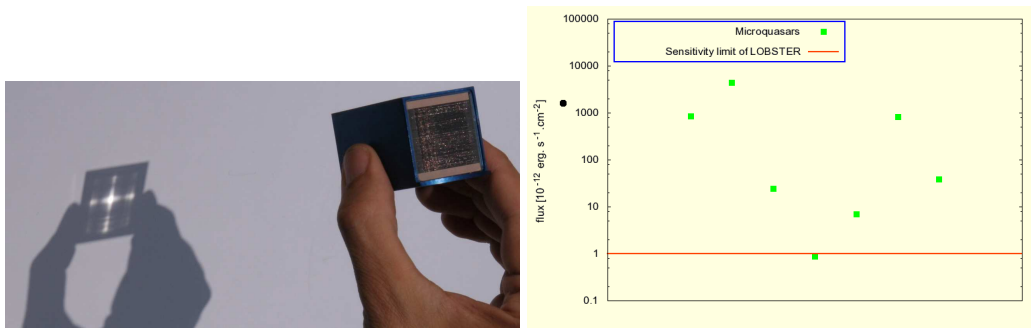 100000
10000
1000
100
10
1
0.1
flux [10^-12 erg. s^-1.cm^-2]
Microquasars
Sensitivity limit of LOBSTER